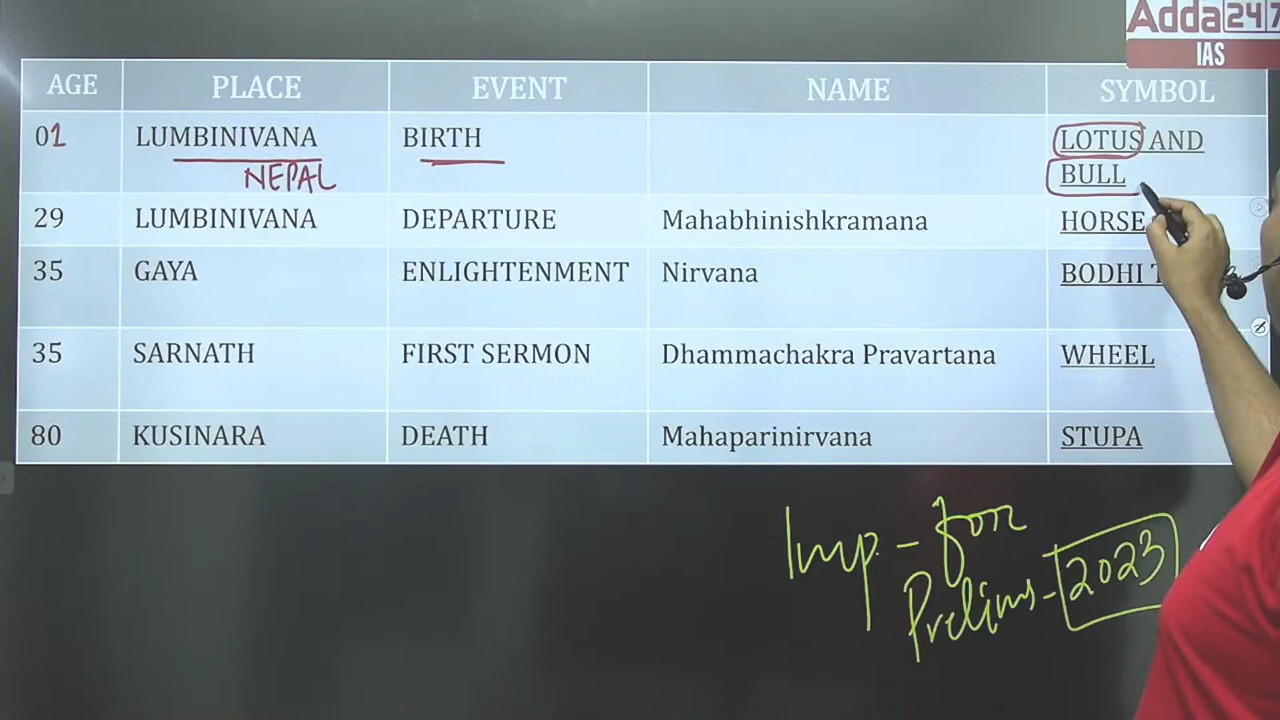 Adda247
IAS
AGE PLACE EVENT NAME SYMBOL
01 LUMBINIVANA BIRTH LOTUS AND
NEPAL BULL
29 LUMBINIVANA DEPARTURE Mahabhinishkramana HORSE
35 GAYA ENLIGHTENMENT Nirvana BODHI
35 SARNATH FIRST SERMON Dhammachakra Pravartana WHEEL
80 KUSINARA DEATH Mahaparinirvana STUPA
Imp - for
Prelims - 2023